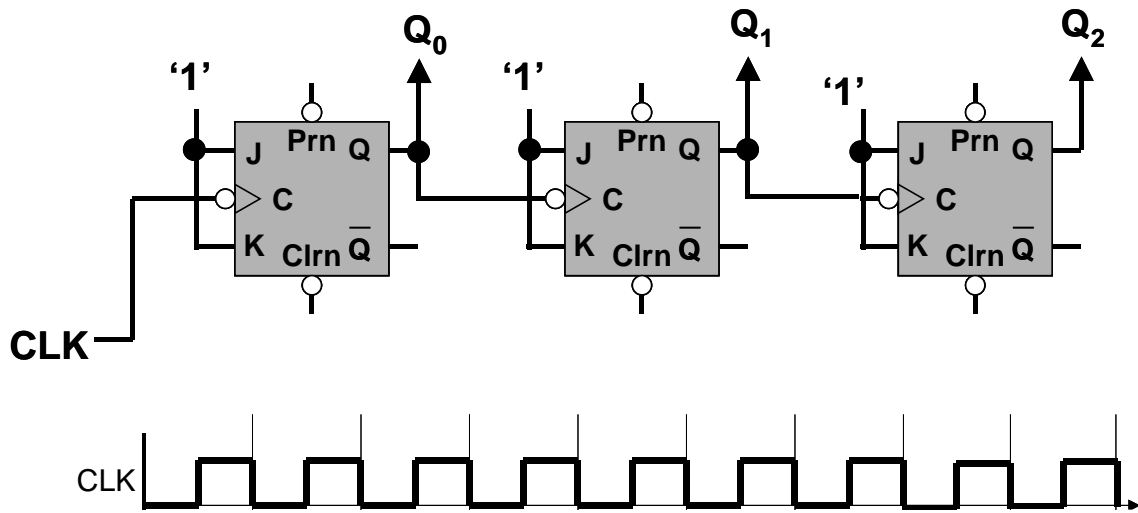 Q0
Q1
Q2
‘1’
‘1’
‘1’
J Prn Q
C
K Clrn Q̅
J Prn Q
C
K Clrn Q̅
J Prn Q
C
K Clrn Q̅
CLK
CLK